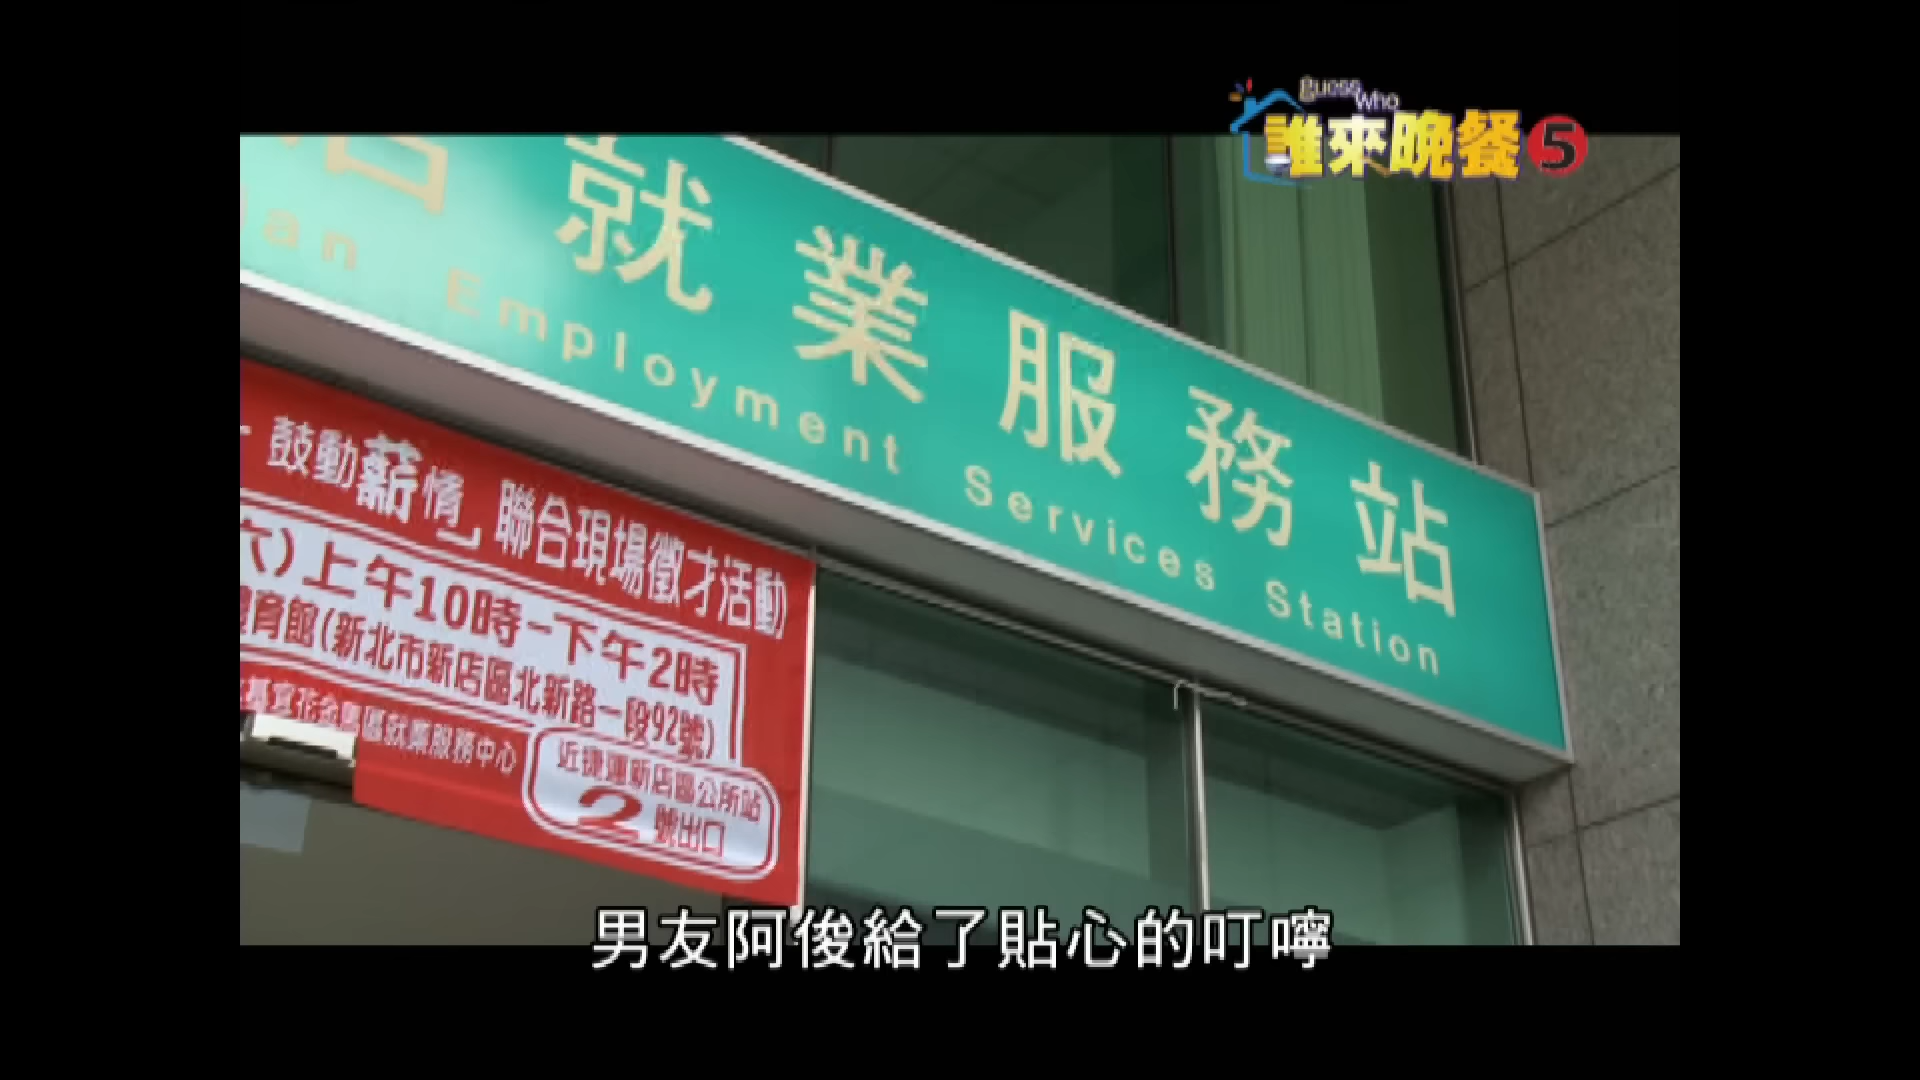 guess who
誰來晚餐5
店就業服務站
dian Employment Services Station
鼓動薪情」聯合現場徵才活動
六)上午10時-下午2時
體育館(新北市新店區北新路一段92號)
區就業服務中心
近捷運新店區公所站
2號出口
男友阿俊給了貼心的叮嚀